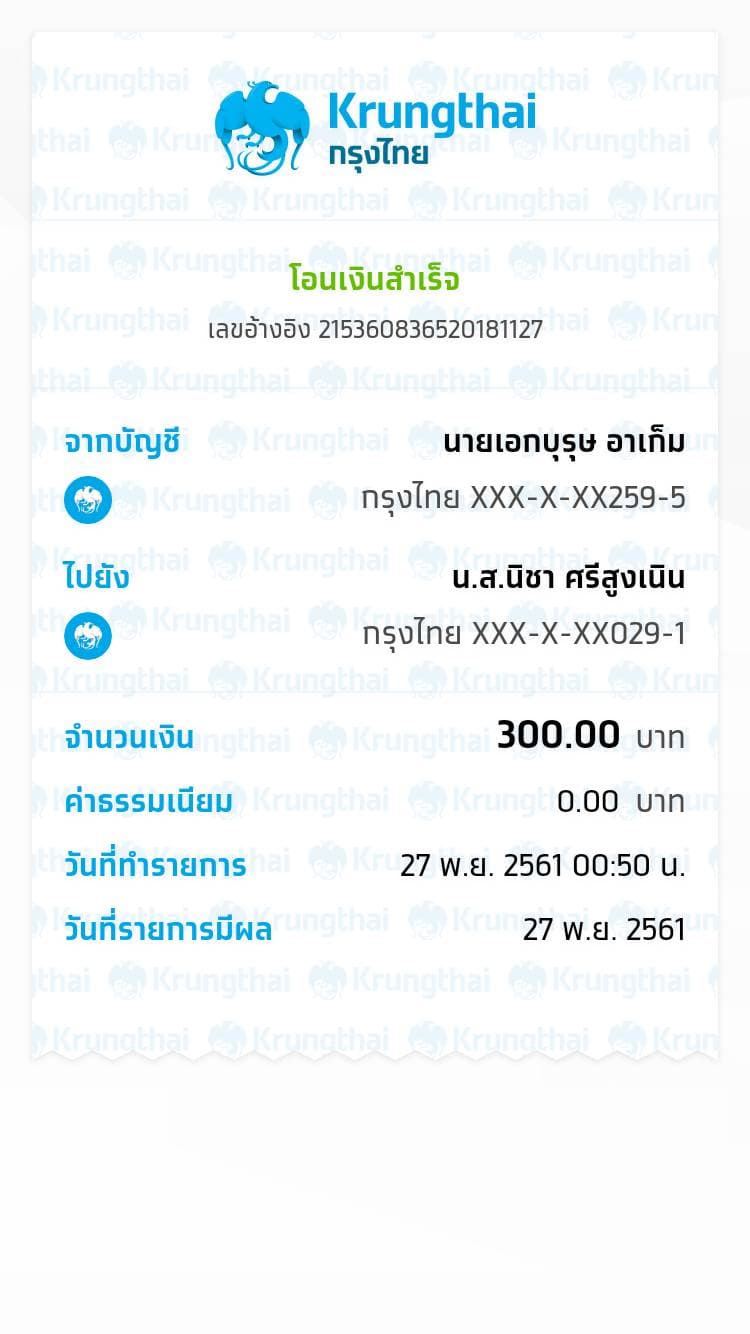 Krungthai
กรุงไทย
โอนเงินสำเร็จ
เลขอ้างอิง 215360836520181127
จากบัญชี นายเอกบุรุษ อาเก็ม
กรุงไทย XXX-X-XX259-5
ไปยัง น.ส.นิชา ศรีสูงเนิน
กรุงไทย XXX-X-XX029-1
จำนวนเงิน 300.00 บาท
ค่าธรรมเนียม 0.00 บาท
วันที่ทำรายการ 27 พ.ย. 2561 00:50 น.
วันที่รายการมีผล 27 พ.ย. 2561